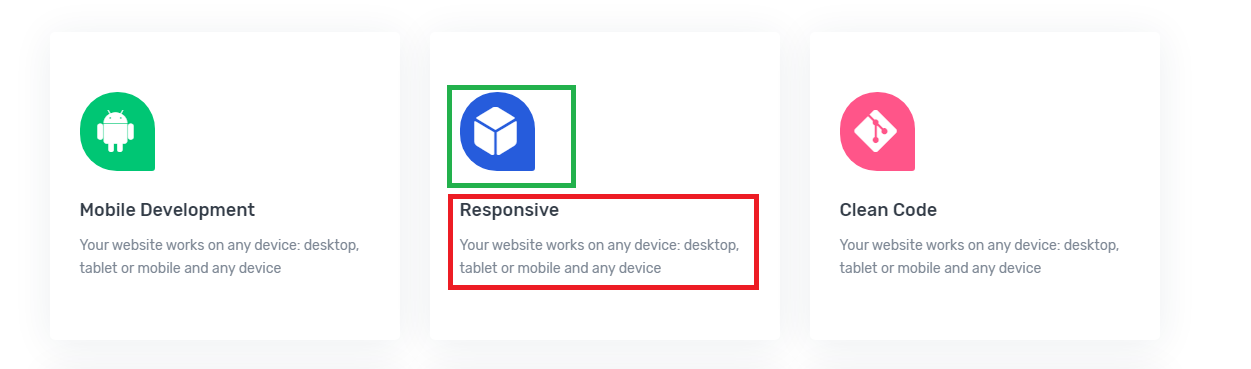 Mobile Development
Your website works on any device: desktop,
tablet or mobile and any device
Responsive
Your website works on any device: desktop,
tablet or mobile and any device
Clean Code
Your website works on any device: desktop,
tablet or mobile and any device